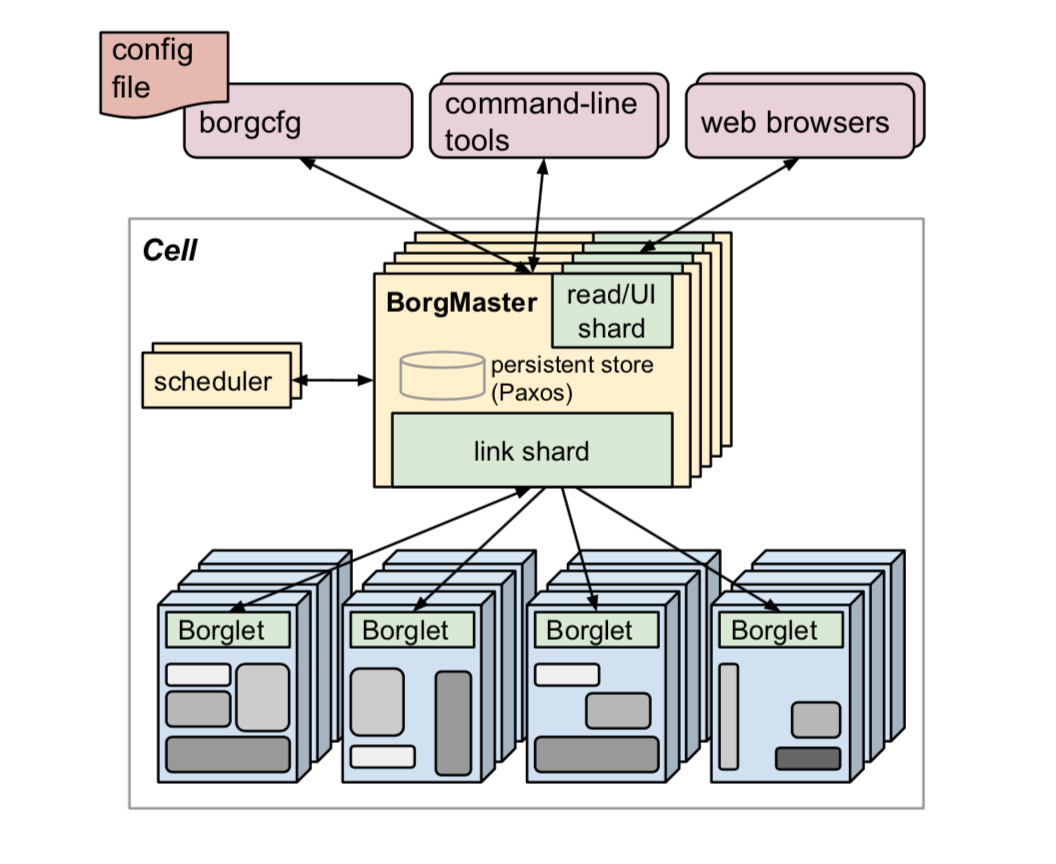 config
file
borgcfg
command-line
tools
web browsers
Cell
BorgMaster
read/UI
shard
scheduler
persistent store
(Paxos)
link shard
Borglet
Borglet
Borglet
Borglet